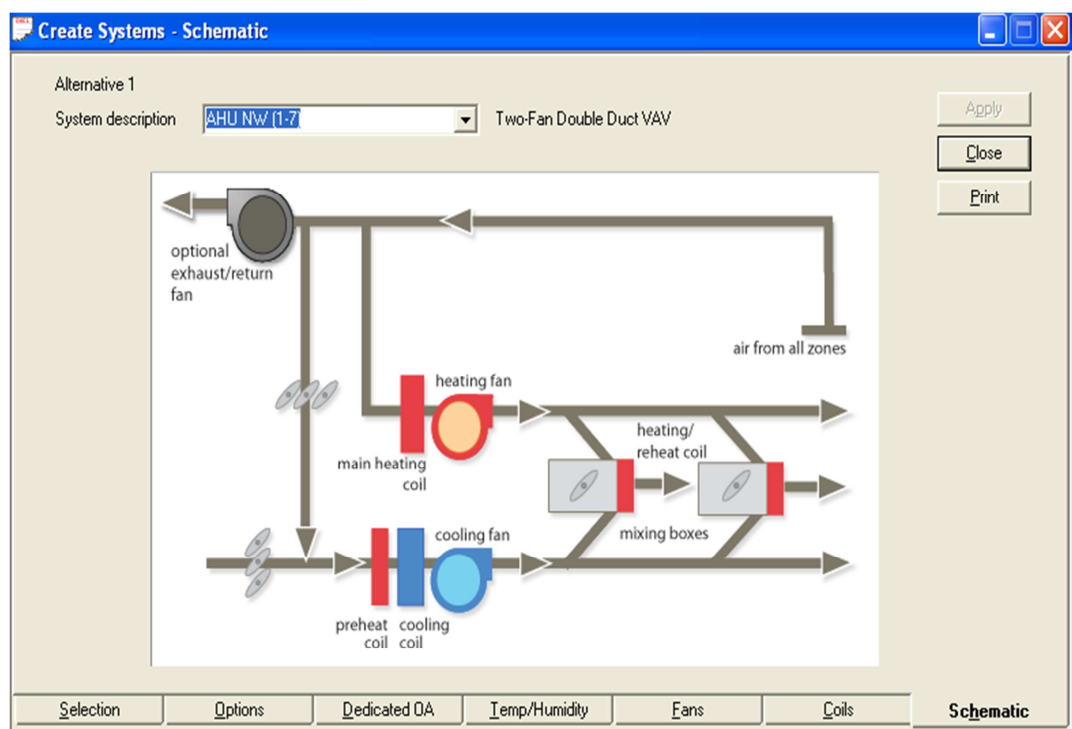 Create Systems - Schematic
Alternative 1
System description
AHU NW (1-7)
Two-Fan Double Duct VAV
Apply
Close
Print
optional
exhaust/return
fan
air from all zones
heating fan
main heating
coil
heating/
reheat coil
mixing boxes
cooling fan
preheat
coil
cooling
coil
Selection
Options
Dedicated OA
Temp/Humidity
Fans
Coils
Schematic